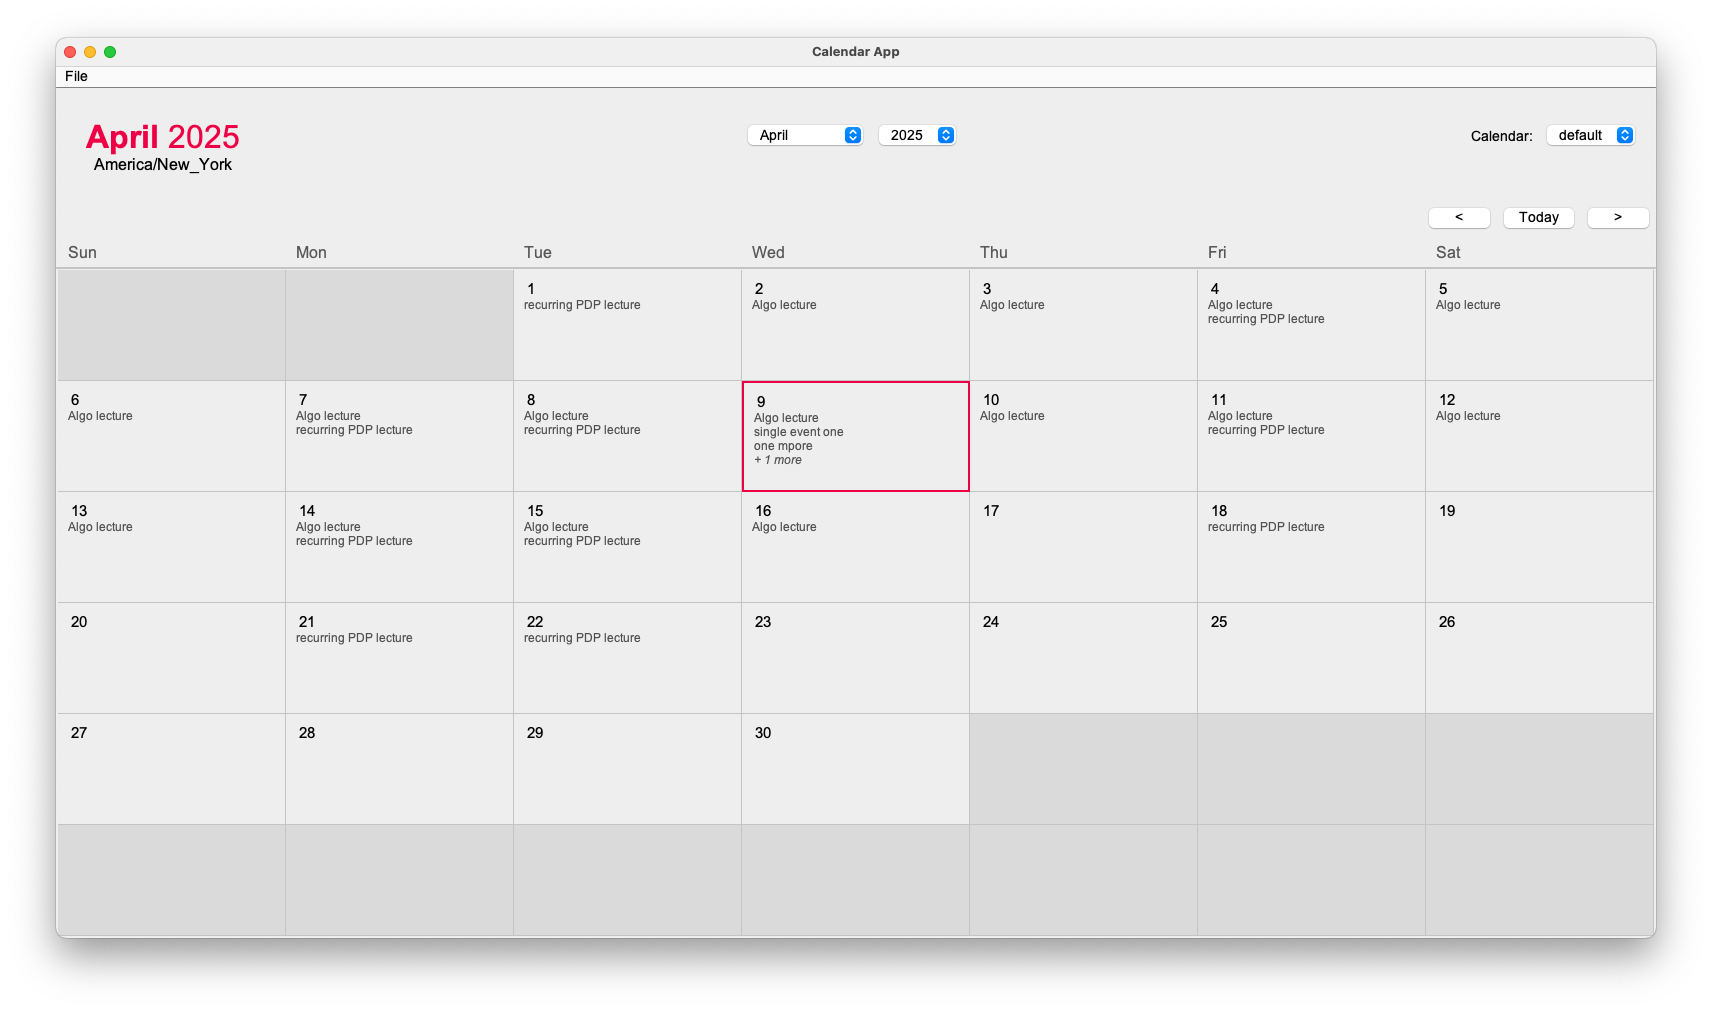 Calendar App
File
April 2025
America/New_York
April
2025
Calendar:
default
<
Today
>
Sun Mon Tue Wed Thu Fri Sat
1
recurring PDP lecture
2
Algo lecture
3
Algo lecture
4
Algo lecture
recurring PDP lecture
5
Algo lecture
6
Algo lecture
7
Algo lecture
recurring PDP lecture
8
Algo lecture
recurring PDP lecture
9
Algo lecture
single event one
one mpore
+ 1 more
10
Algo lecture
11
Algo lecture
recurring PDP lecture
12
Algo lecture
13
Algo lecture
14
Algo lecture
recurring PDP lecture
15
Algo lecture
recurring PDP lecture
16
Algo lecture
17
18
recurring PDP lecture
19
20
21
recurring PDP lecture
22
recurring PDP lecture
23
24
25
26
27
28
29
30